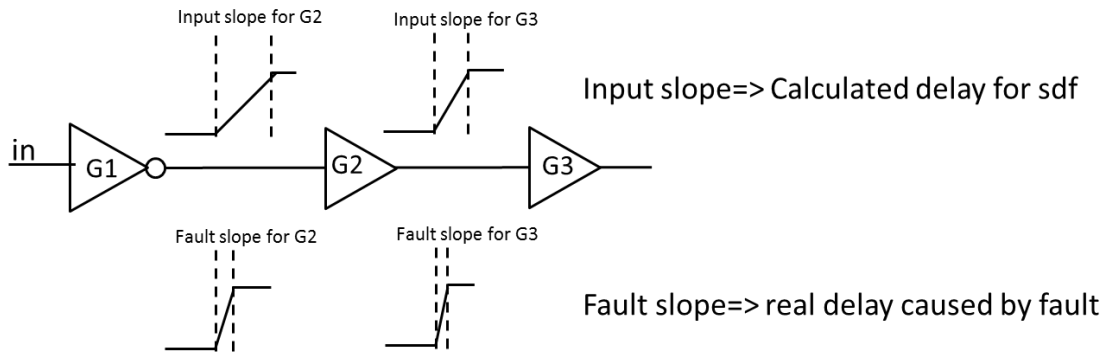 Input slope for G2
Input slope for G3
Input slope=> Calculated delay for sdf
in
G1
G2
G3
Fault slope for G2
Fault slope for G3
Fault slope=> real delay caused by fault